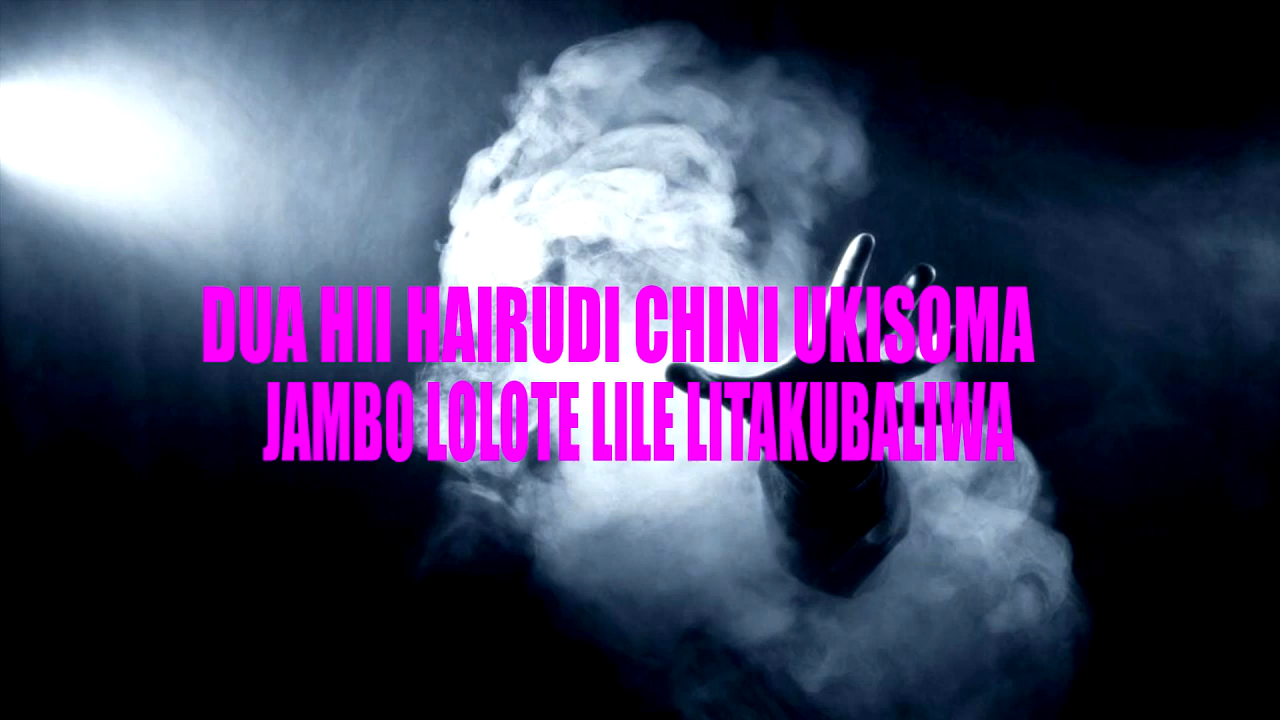 DUA HII HAIRUDI CHINI UKISOMA
JAMBO LOLOTE LILE LITAKUBALIWA